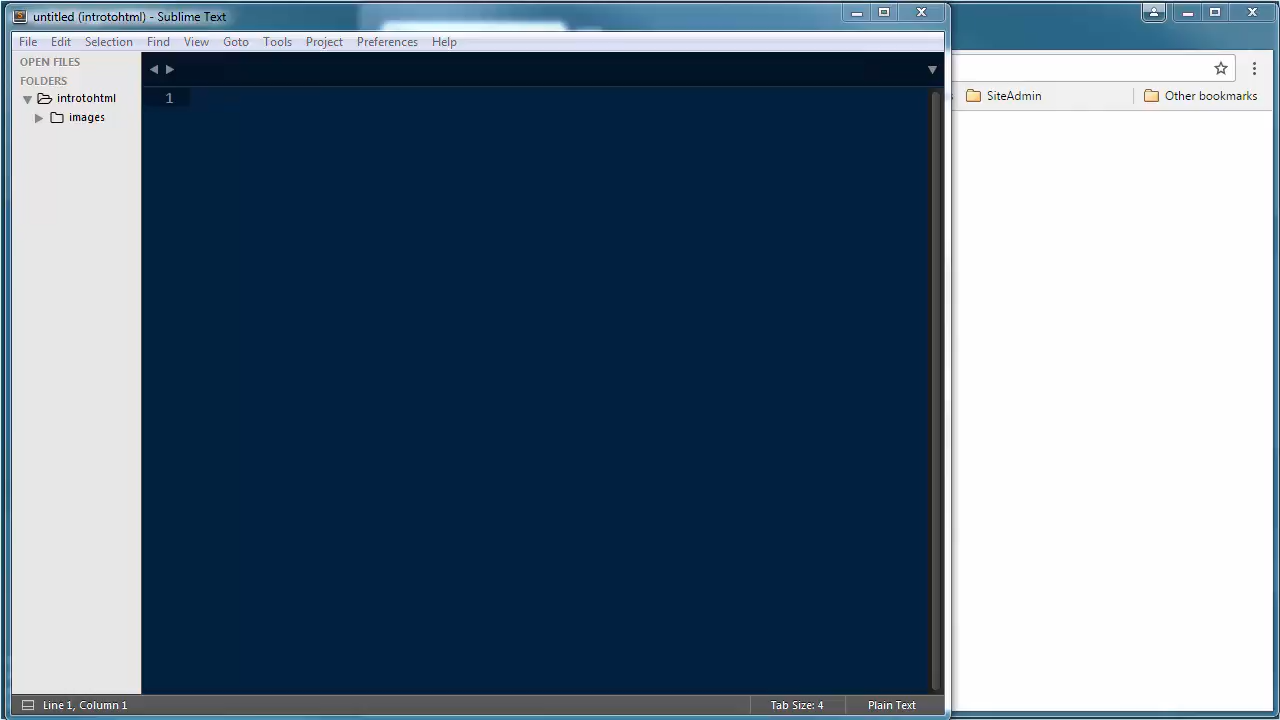 untitled (introtohtml) - Sublime Text
File Edit Selection Find View Goto Tools Project Preferences Help
OPEN FILES
FOLDERS
introtohtml
images
1
SiteAdmin
Other bookmarks
Line 1, Column 1
Tab Size: 4
Plain Text